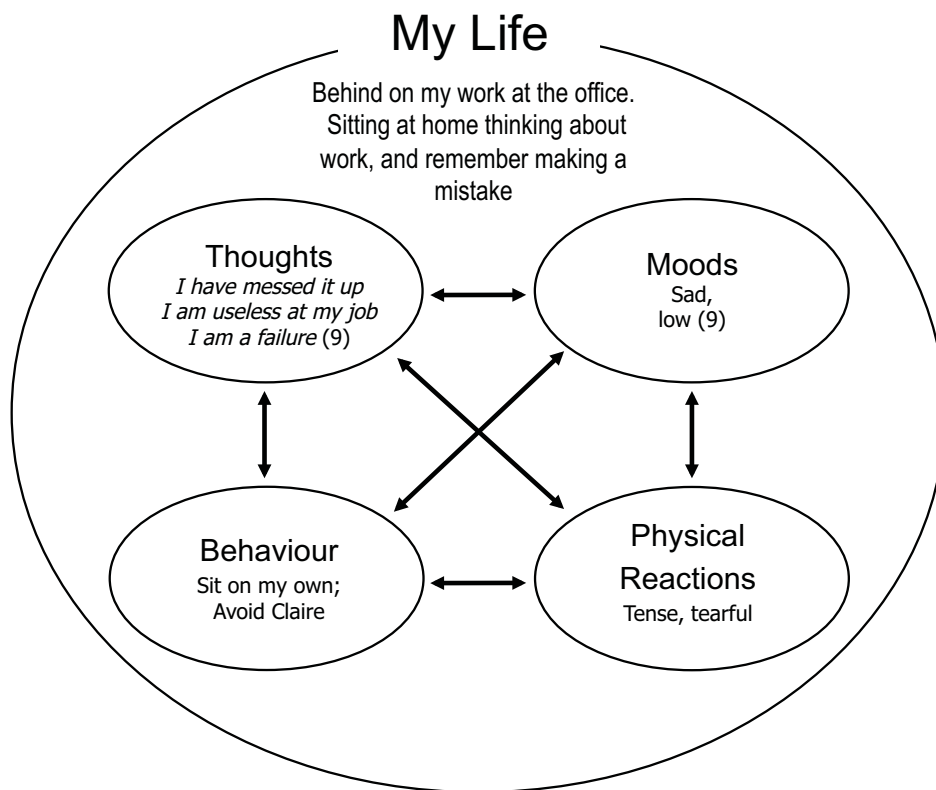 My Life
Behind on my work at the office.
Sitting at home thinking about
work, and remember making a
mistake
Thoughts
I have messed it up
I am useless at my job
I am a failure (9)
Moods
Sad,
low (9)
Behaviour
Sit on my own;
Avoid Claire
Physical
Reactions
Tense, tearful